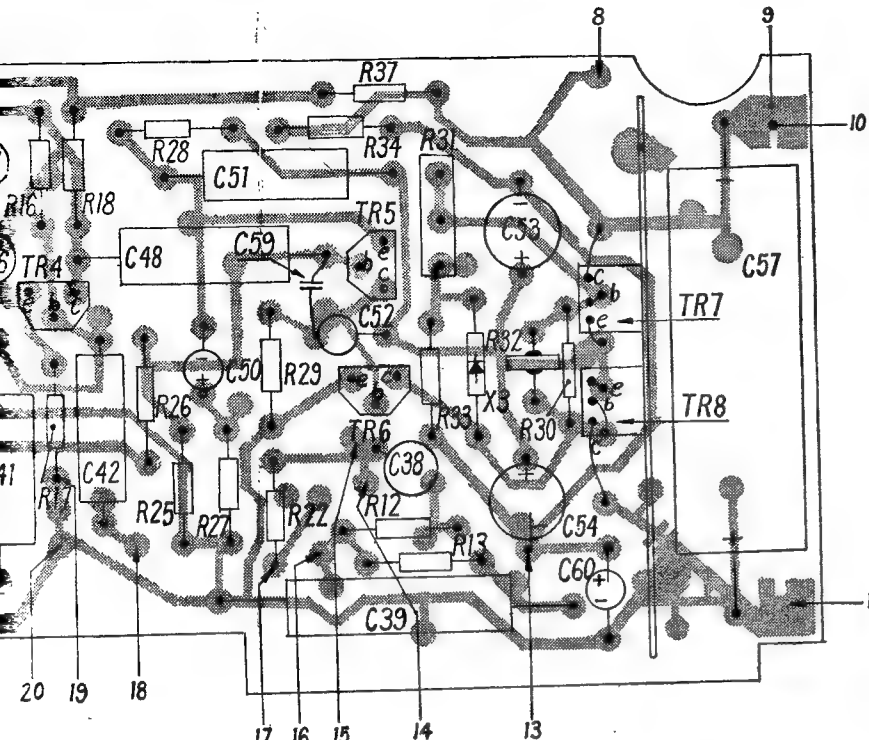 8
9
10
R37
R28
R34
R31
C51
R16
R18
TR5
C53
C59
e
b
c
C48
TR4
C57
c
b
e
TR7
C52
C50
R29
R32
X3
e
b
c
R33
R30
e
b
c
TR8
R26
TR6
C38
41
C42
R17
R25
R27
R22
R12
R13
C54
C60
C39
20
19
18
17
16
15
14
13